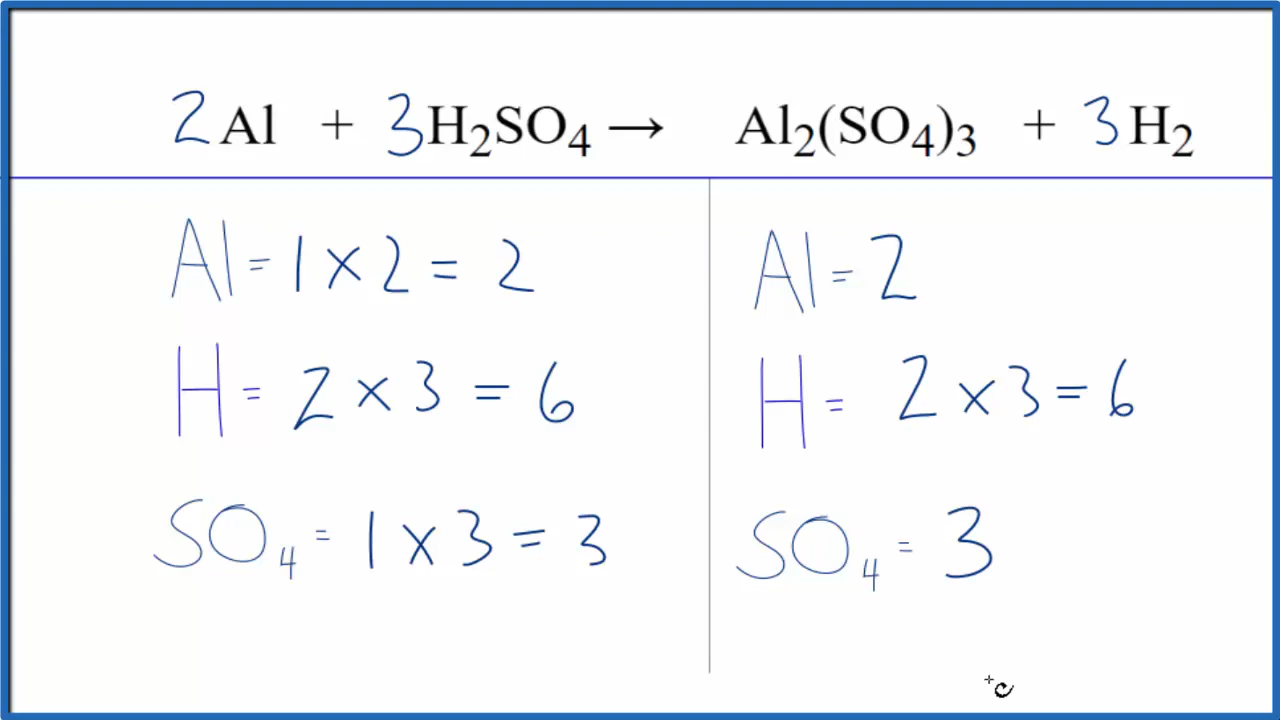 2Al + 3H₂SO₄ → Al₂(SO₄)₃ + 3H₂
Al = 1 x 2 = 2
Al = 2
H = 2 x 3 = 6
H = 2 x 3 = 6
SO₄ = 1 x 3 = 3
SO₄ = 3